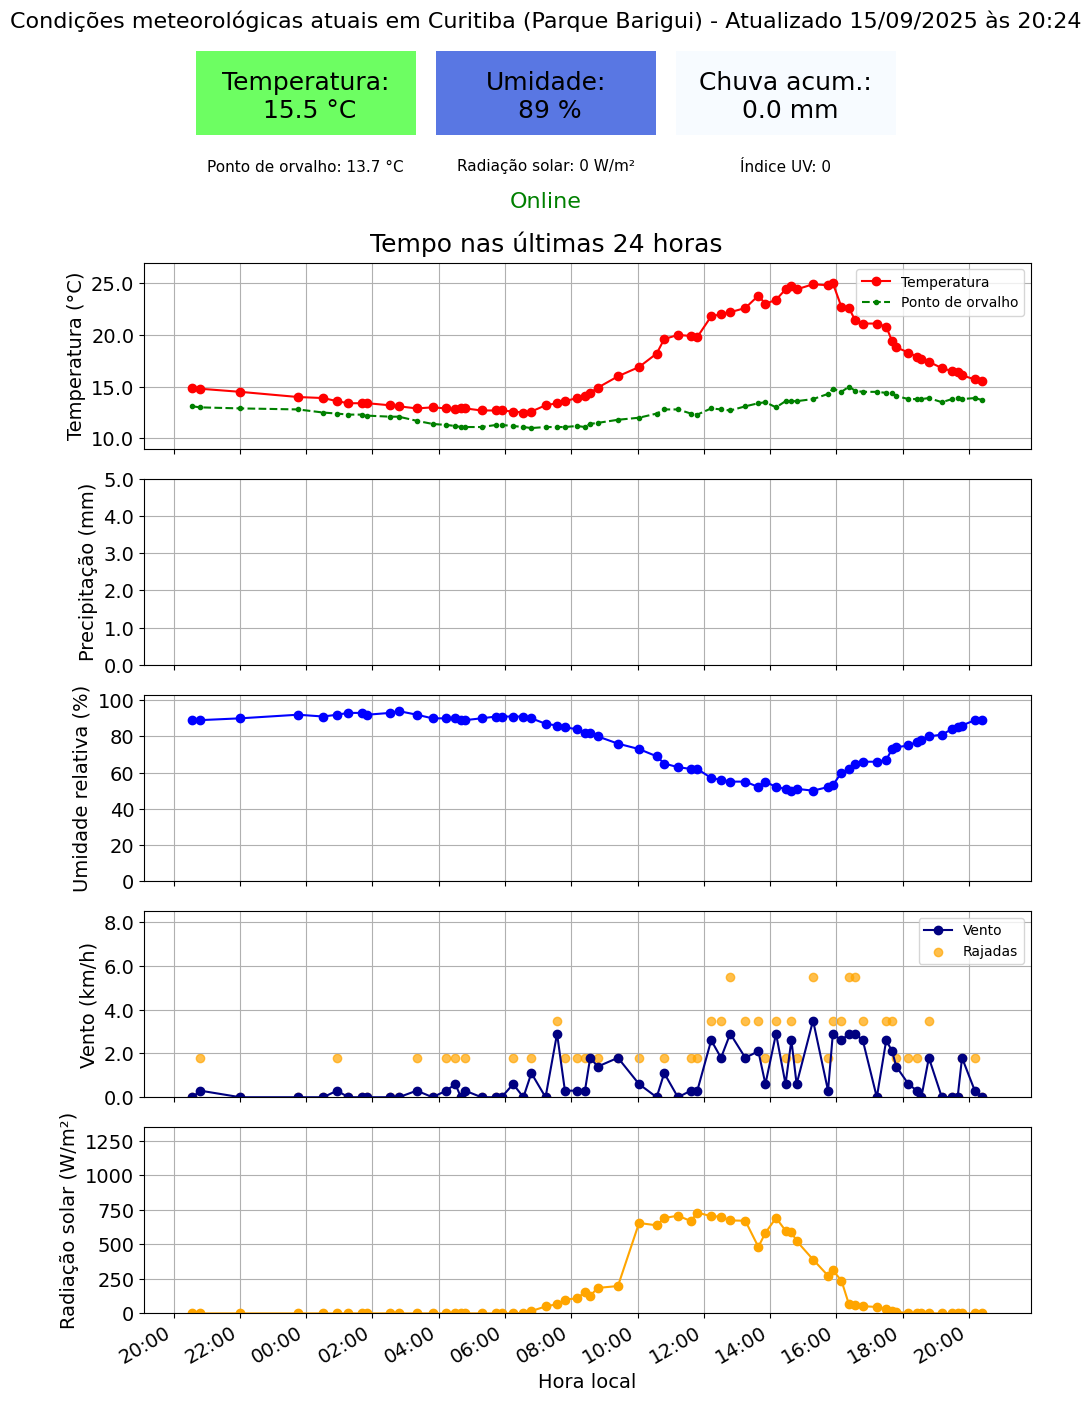 Condições meteorológicas atuais em Curitiba (Parque Barigui) - Atualizado 15/09/2025 às 20:24
Temperatura:
15.5 °C
Umidade:
89 %
Chuva acum.:
0.0 mm
Ponto de orvalho: 13.7 °C
Radiação solar: 0 W/m²
Índice UV: 0
Online
Tempo nas últimas 24 horas
Temperatura (°C)
25.0
20.0
15.0
10.0
Temperatura
Ponto de orvalho
Precipitação (mm)
5.0
4.0
3.0
2.0
1.0
0.0
Umidade relativa (%)
100
80
60
40
20
0
Vento (km/h)
8.0
6.0
4.0
2.0
0.0
Vento
Rajadas
Radiação solar (W/m²)
1250
1000
750
500
250
0
20:00
22:00
00:00
02:00
04:00
06:00
08:00
10:00
12:00
14:00
16:00
18:00
20:00
Hora local